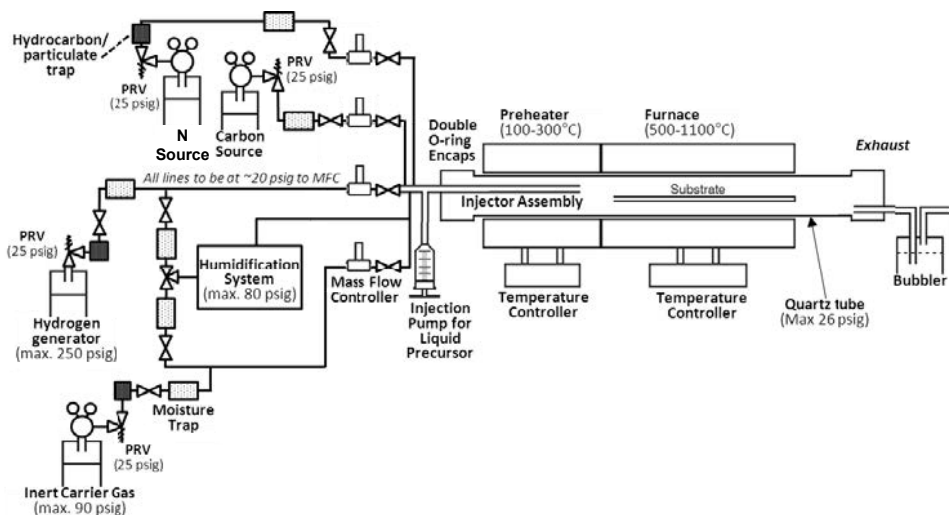 Hydrocarbon/
particulate trap
PRV
(25 psig)
N
Source
PRV
(25 psig)
Carbon
Source
All lines to be at ~20 psig to MFC
PRV
(25 psig)
Hydrogen
generator
(max. 250 psig)
Humidification
System
(max. 80 psig)
Mass Flow
Controller
Moisture
Trap
PRV
(25 psig)
Inert Carrier Gas
(max. 90 psig)
Double
O-ring
Encaps
Preheater
(100-300°C)
Furnace
(500-1100°C)
Exhaust
Injector Assembly
Substrate
Injection
Pump for
Liquid
Precursor
Temperature
Controller
Temperature
Controller
Quartz tube
(Max 26 psig)
Bubbler